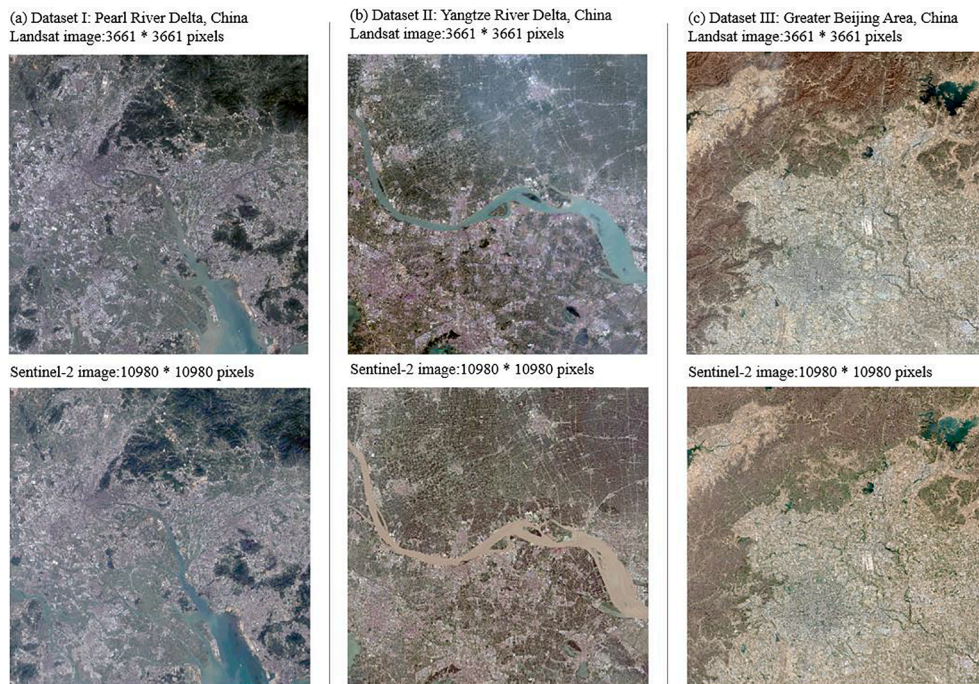 (a) Dataset I: Pearl River Delta, China
Landsat image:3661 * 3661 pixels
Sentinel-2 image:10980 * 10980 pixels
(b) Dataset II: Yangtze River Delta, China
Landsat image:3661 * 3661 pixels
Sentinel-2 image:10980 * 10980 pixels
(c) Dataset III: Greater Beijing Area, China
Landsat image:3661 * 3661 pixels
Sentinel-2 image:10980 * 10980 pixels